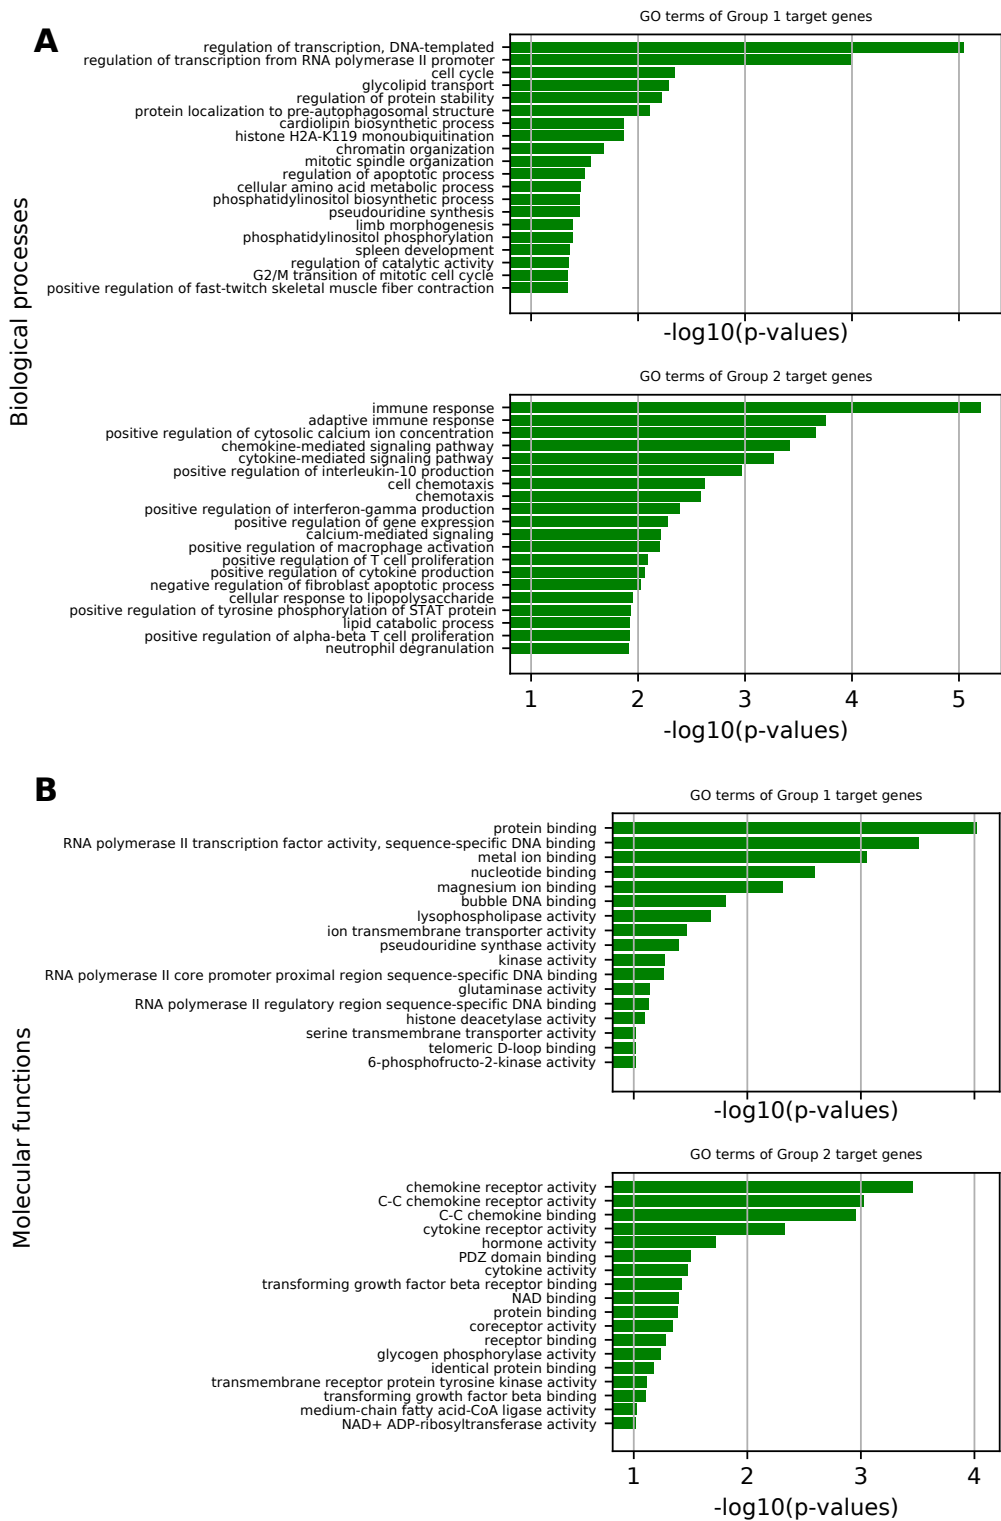 A
GO terms of Group 1 target genes
regulation of transcription, DNA-templated
regulation of transcription from RNA polymerase II promoter
cell cycle
glycolipid transport
regulation of protein stability
protein localization to pre-autophagosomal structure
cardiolipin biosynthetic process
histone H2A-K119 monoubiquitination
chromatin organization
mitotic spindle organization
regulation of apoptotic process
cellular amino acid metabolic process
phosphatidylinositol biosynthetic process
pseudouridine synthesis
limb morphogenesis
phosphatidylinositol phosphorylation
spleen development
regulation of catalytic activity
G2/M transition of mitotic cell cycle
positive regulation of fast-twitch skeletal muscle fiber contraction
-log10(p-values)
Biological processes
GO terms of Group 2 target genes
immune response
adaptive immune response
positive regulation of cytosolic calcium ion concentration
chemokine-mediated signaling pathway
cytokine-mediated signaling pathway
positive regulation of interleukin-10 production
cell chemotaxis
chemotaxis
positive regulation of interferon-gamma production
positive regulation of gene expression
calcium-mediated signaling
positive regulation of macrophage activation
positive regulation of T cell proliferation
positive regulation of cytokine production
negative regulation of fibroblast apoptotic process
cellular response to lipopolysaccharide
positive regulation of tyrosine phosphorylation of STAT protein
lipid catabolic process
positive regulation of alpha-beta T cell proliferation
neutrophil degranulation
1 2 3 4 5
-log10(p-values)
B
GO terms of Group 1 target genes
protein binding
RNA polymerase II transcription factor activity, sequence-specific DNA binding
metal ion binding
nucleotide binding
magnesium ion binding
bubble DNA binding
lysophospholipase activity
ion transmembrane transporter activity
pseudouridine synthase activity
kinase activity
RNA polymerase II core promoter proximal region sequence-specific DNA binding
glutaminase activity
RNA polymerase II regulatory region sequence-specific DNA binding
histone deacetylase activity
serine transmembrane transporter activity
telomeric D-loop binding
6-phosphofructo-2-kinase activity
-log10(p-values)
Molecular functions
GO terms of Group 2 target genes
chemokine receptor activity
C-C chemokine receptor activity
C-C chemokine binding
cytokine receptor activity
hormone activity
PDZ domain binding
cytokine activity
transforming growth factor beta receptor binding
NAD binding
protein binding
coreceptor activity
receptor binding
glycogen phosphorylase activity
identical protein binding
transmembrane receptor protein tyrosine kinase activity
transforming growth factor beta binding
medium-chain fatty acid-CoA ligase activity
NAD+ ADP-ribosyltransferase activity
1 2 3 4
-log10(p-values)